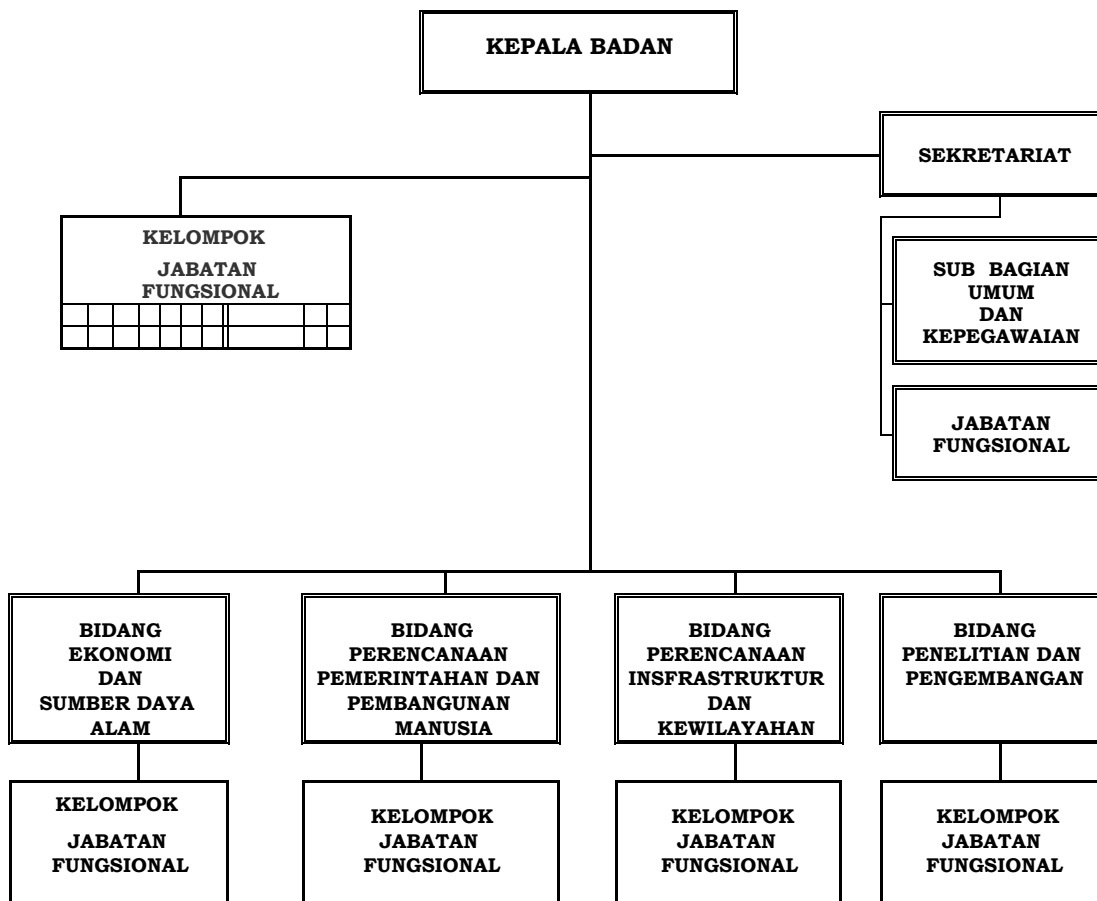 KEPALA BADAN
SEKRETARIAT
KELOMPOK
JABATAN
FUNGSIONAL
SUB BAGIAN
UMUM
DAN
KEPEGAWAIAN
JABATAN
FUNGSIONAL
BIDANG
EKONOMI
DAN
SUMBER DAYA
ALAM
BIDANG
PERENCANAAN
PEMERINTAHAN DAN
PEMBANGUNAN
MANUSIA
BIDANG
PERENCANAAN
INSFRASTRUKTUR
DAN
KEWILAYAHAN
BIDANG
PENELITIAN DAN
PENGEMBANGAN
KELOMPOK
JABATAN
FUNGSIONAL
KELOMPOK
JABATAN
FUNGSIONAL
KELOMPOK
JABATAN
FUNGSIONAL
KELOMPOK
JABATAN
FUNGSIONAL